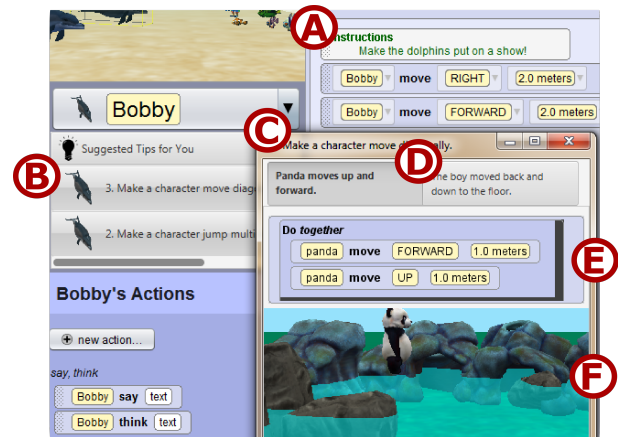 A
Instructions
Make the dolphins put on a show!
Bobby move RIGHT 2.0 meters
Bobby
Bobby move FORWARD 2.0 meters
C
Make a character move diagonally.
Suggested Tips for You
D
B
Panda moves up and forward.
The boy moved back and down to the floor.
3. Make a character move diag
2. Make a character jump multi
Do together
panda move FORWARD 1.0 meters
panda move UP 1.0 meters
E
Bobby's Actions
new action...
say, think
Bobby say text
Bobby think text
F